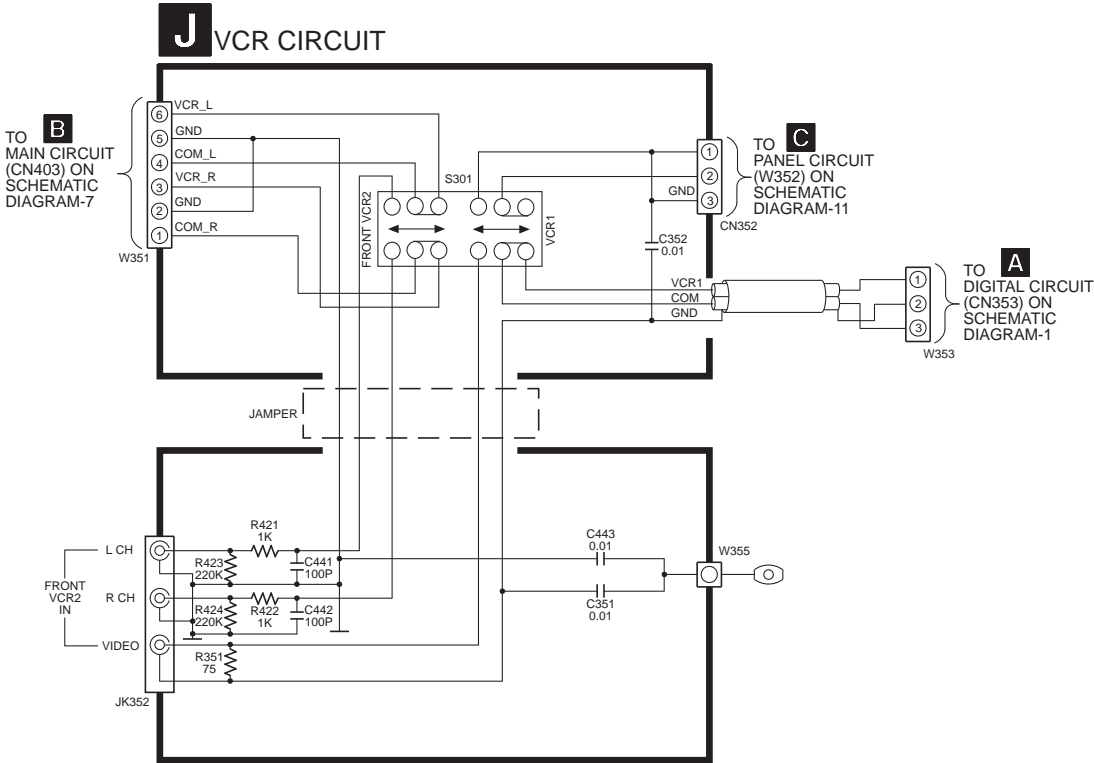 J VCR CIRCUIT
TO B
MAIN CIRCUIT
(CN403) ON
SCHEMATIC
DIAGRAM-7
6 VCR_L
5 GND
4 COM_L
3 VCR_R
2 GND
1 COM_R
W351
S301
FRONT VCR2
VCR1
1
2
GND 3
CN352
TO C
PANEL CIRCUIT
(W352) ON
SCHEMATIC
DIAGRAM-11
C352
0.01
VCR1
COM
GND
1
2
3
W353
TO A
DIGITAL CIRCUIT
(CN353) ON
SCHEMATIC
DIAGRAM-1
JAMPER
FRONT
VCR2
IN
L CH
R CH
VIDEO
JK352
R421
1K
R423
220K
C441
100P
R424
220K
R422
1K
C442
100P
R351
75
C443
0.01
C351
0.01
W355